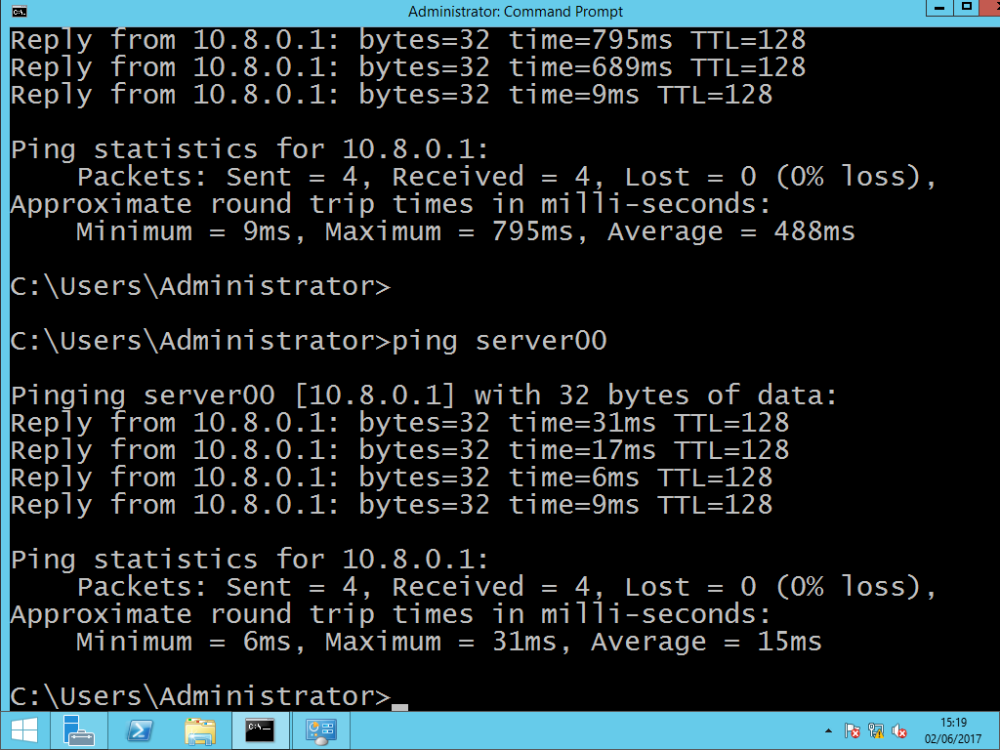 Administrator: Command Prompt
Reply from 10.8.0.1: bytes=32 time=795ms TTL=128
Reply from 10.8.0.1: bytes=32 time=689ms TTL=128
Reply from 10.8.0.1: bytes=32 time=9ms TTL=128
Ping statistics for 10.8.0.1:
Packets: Sent = 4, Received = 4, Lost = 0 (0% loss),
Approximate round trip times in milli-seconds:
Minimum = 9ms, Maximum = 795ms, Average = 488ms
C:\Users\Administrator>
C:\Users\Administrator>ping server00
Pinging server00 [10.8.0.1] with 32 bytes of data:
Reply from 10.8.0.1: bytes=32 time=31ms TTL=128
Reply from 10.8.0.1: bytes=32 time=17ms TTL=128
Reply from 10.8.0.1: bytes=32 time=6ms TTL=128
Reply from 10.8.0.1: bytes=32 time=9ms TTL=128
Ping statistics for 10.8.0.1:
Packets: Sent = 4, Received = 4, Lost = 0 (0% loss),
Approximate round trip times in milli-seconds:
Minimum = 6ms, Maximum = 31ms, Average = 15ms
C:\Users\Administrator>
15:19
02/06/2017